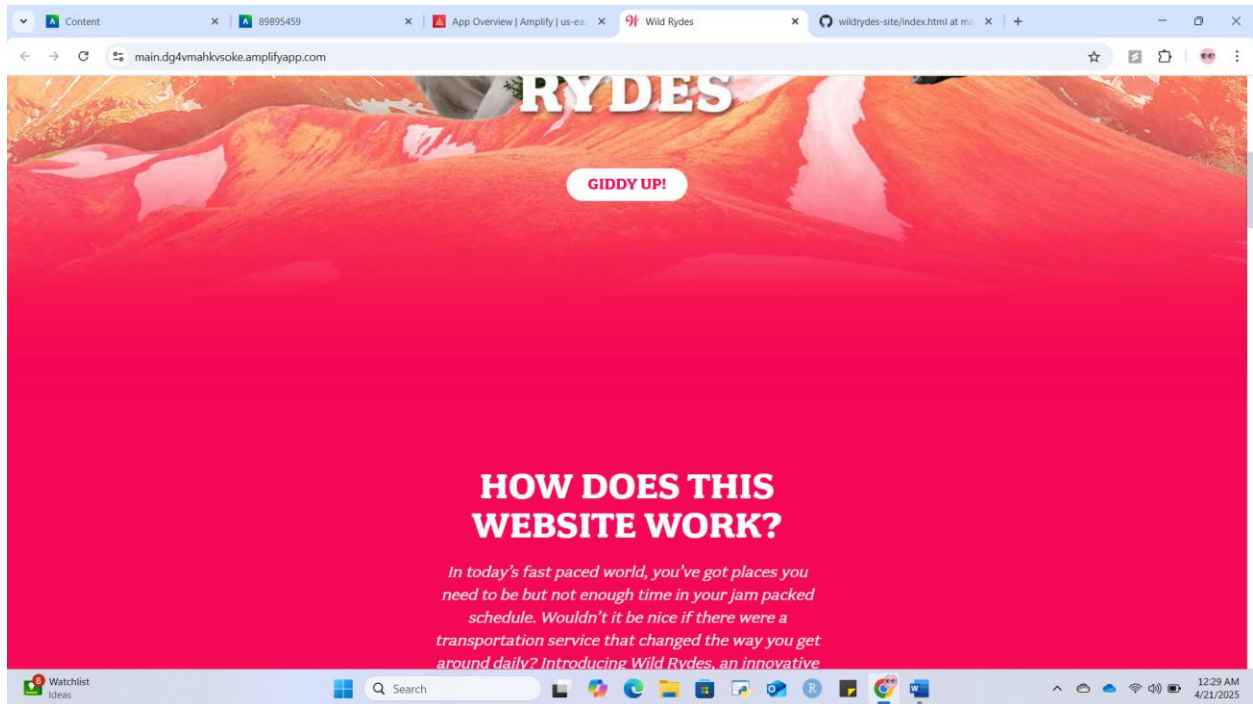 Content
89895459
App Overview | Amplify | us-eas
Wild Rydes
wildrydes-site/index.html at ma
main.dg4vmahkvsoke.amplifyapp.com
RYDES
GIDDY UP!
HOW DOES THIS
WEBSITE WORK?
In today's fast paced world, you've got places you
need to be but not enough time in your jam packed
schedule. Wouldn't it be nice if there were a
transportation service that changed the way you get
around daily? Introducing Wild Rydes, an innovative
8
Watchlist
Ideas
Search
R
12:29 AM
4/21/2025